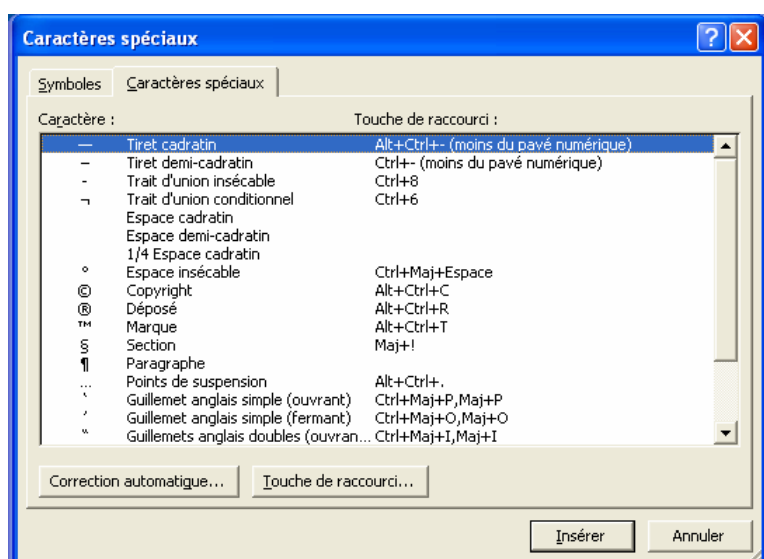 Caractères spéciaux
Symboles Caractères spéciaux
Caractère : Touche de raccourci :
— Tiret cadratin Alt+Ctrl+- (moins du pavé numérique)
– Tiret demi-cadratin Ctrl+- (moins du pavé numérique)
- Trait d'union insécable Ctrl+8
¬ Trait d'union conditionnel Ctrl+6
Espace cadratin
Espace demi-cadratin
1/4 Espace cadratin
° Espace insécable Ctrl+Maj+Espace
© Copyright Alt+Ctrl+C
® Déposé Alt+Ctrl+R
™ Marque Alt+Ctrl+T
§ Section Maj+!
¶ Paragraphe
… Points de suspension Alt+Ctrl+.
‘ Guillemet anglais simple (ouvrant) Ctrl+Maj+P,Maj+P
’ Guillemet anglais simple (fermant) Ctrl+Maj+O,Maj+O
“ Guillemets anglais doubles (ouvran... Ctrl+Maj+I,Maj+I
Correction automatique... Touche de raccourci...
Insérer Annuler